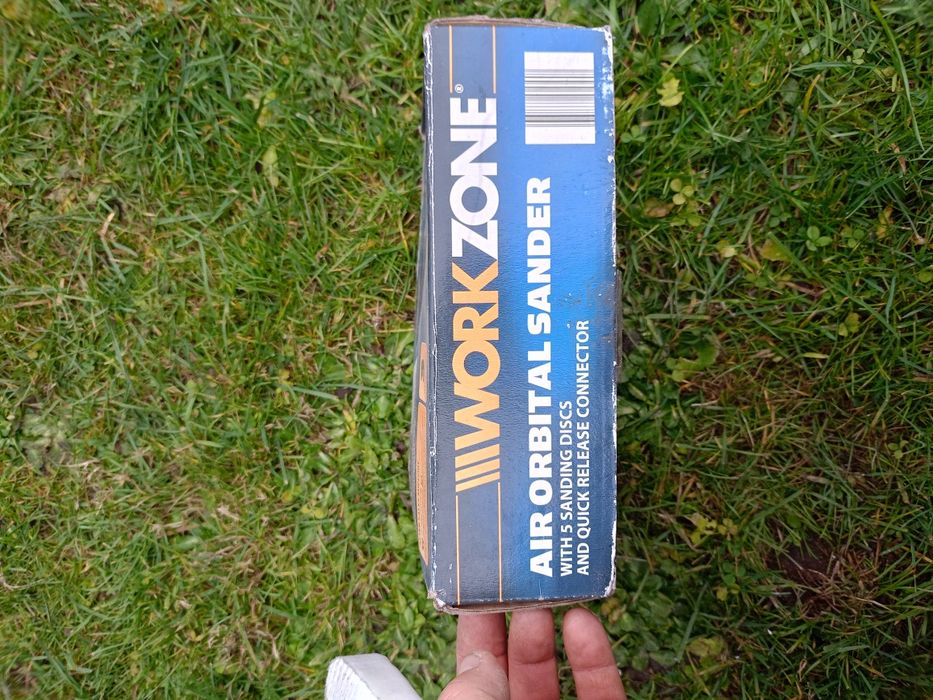 WORKZONE®
AIR ORBITAL SANDER
WITH 5 SANDING DISCS
AND QUICK RELEASE CONNECTOR